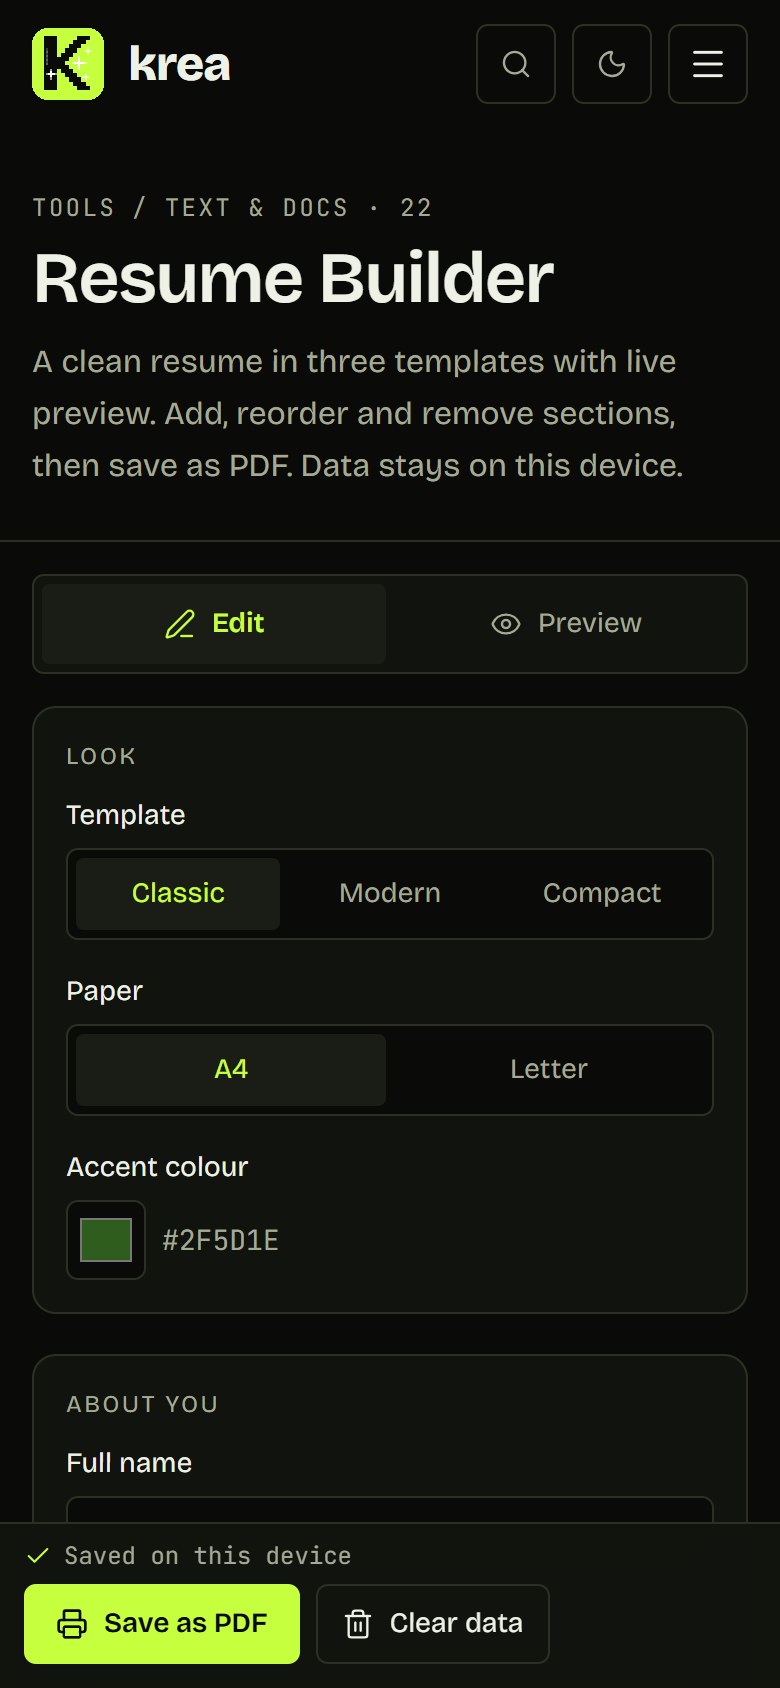 krea
TOOLS / TEXT & DOCS · 22
Resume Builder
A clean resume in three templates with live
preview. Add, reorder and remove sections,
then save as PDF. Data stays on this device.
Edit
Preview
LOOK
Template
Classic
Modern
Compact
Paper
A4
Letter
Accent colour
#2F5D1E
ABOUT YOU
Full name
Saved on this device
Save as PDF
Clear data